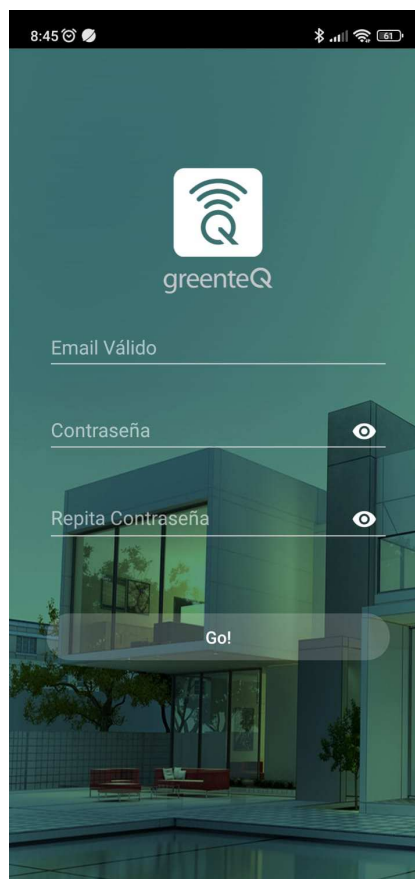 8:45
61
greenteQ
Email Válido
Contraseña
Repita Contraseña
Go!